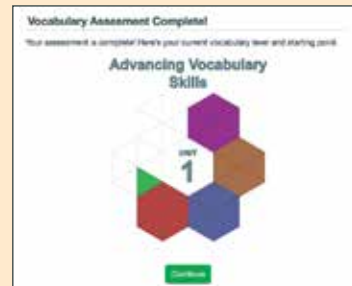 Vocabulary Assessment Complete!
Your assessment is complete! Here's your current vocabulary level and starting point.
Advancing Vocabulary
Skills
UNIT
1
Continue